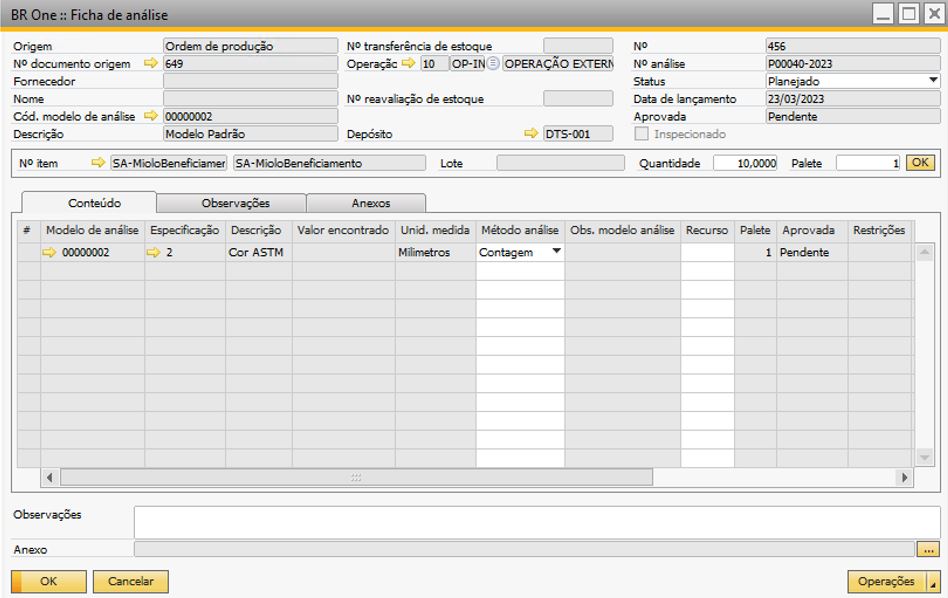 BR One :: Ficha de análise
Origem Ordem de produção Nº transferência de estoque Nº 456
Nº documento origem 649 Operação 10 OP-IN OPERAÇÃO EXTERN Nº análise P00040-2023
Fornecedor Status Planejado
Nome Nº reavaliação de estoque Data de lançamento 23/03/2023
Cód. modelo de análise 00000002 Aprovada Pendente
Descrição Modelo Padrão Depósito DTS-001 Inspecionado
Nº item SA-MioloBeneficiamer SA-MioloBeneficiamento Lote Quantidade 10,0000 Palete 1 OK
Conteúdo Observações Anexos
# Modelo de análise Especificação Descrição Valor encontrado Unid. medida Método análise Obs. modelo análise Recurso Palete Aprovada Restrições
00000002 2 Cor ASTM Milimetros Contagem 1 Pendente
Observações
Anexo ...
OK Cancelar Operações